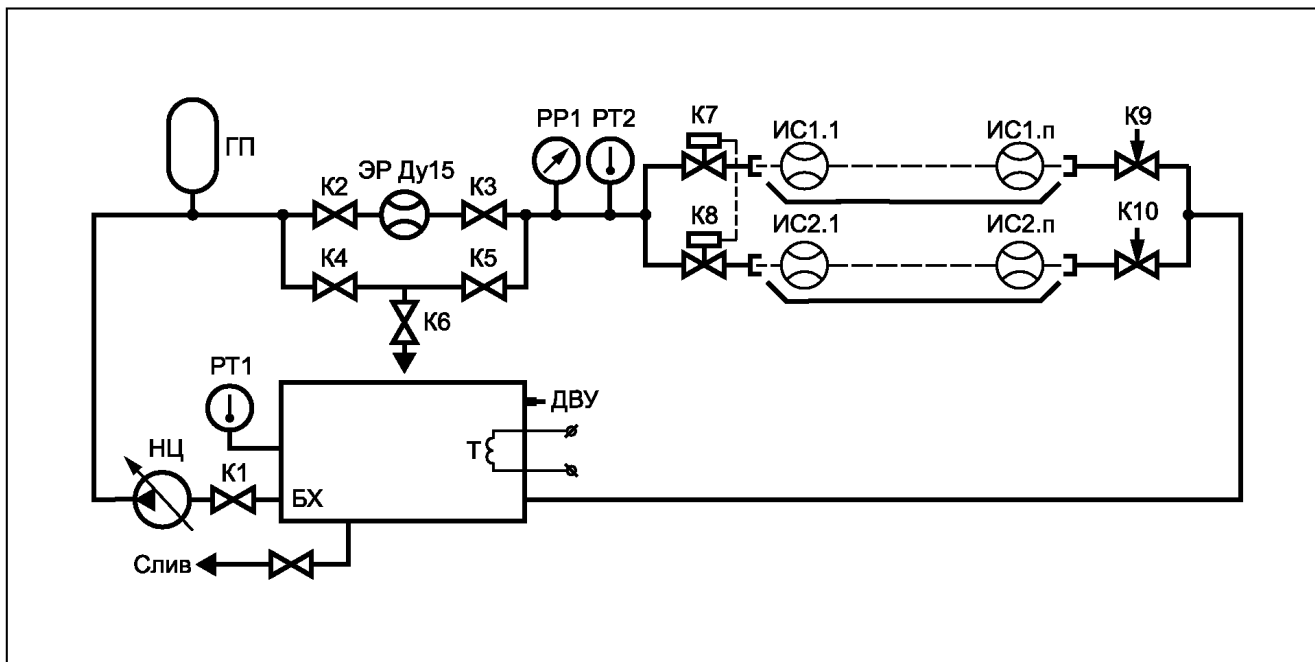 ГП
К2
ЭР Ду15
К3
РР1
РТ2
К7
ИС1.1
ИС1.п
К9
К4
К5
К6
К8
ИС2.1
ИС2.п
К10
РТ1
ДВУ
Т
НЦ
К1
БХ
Слив